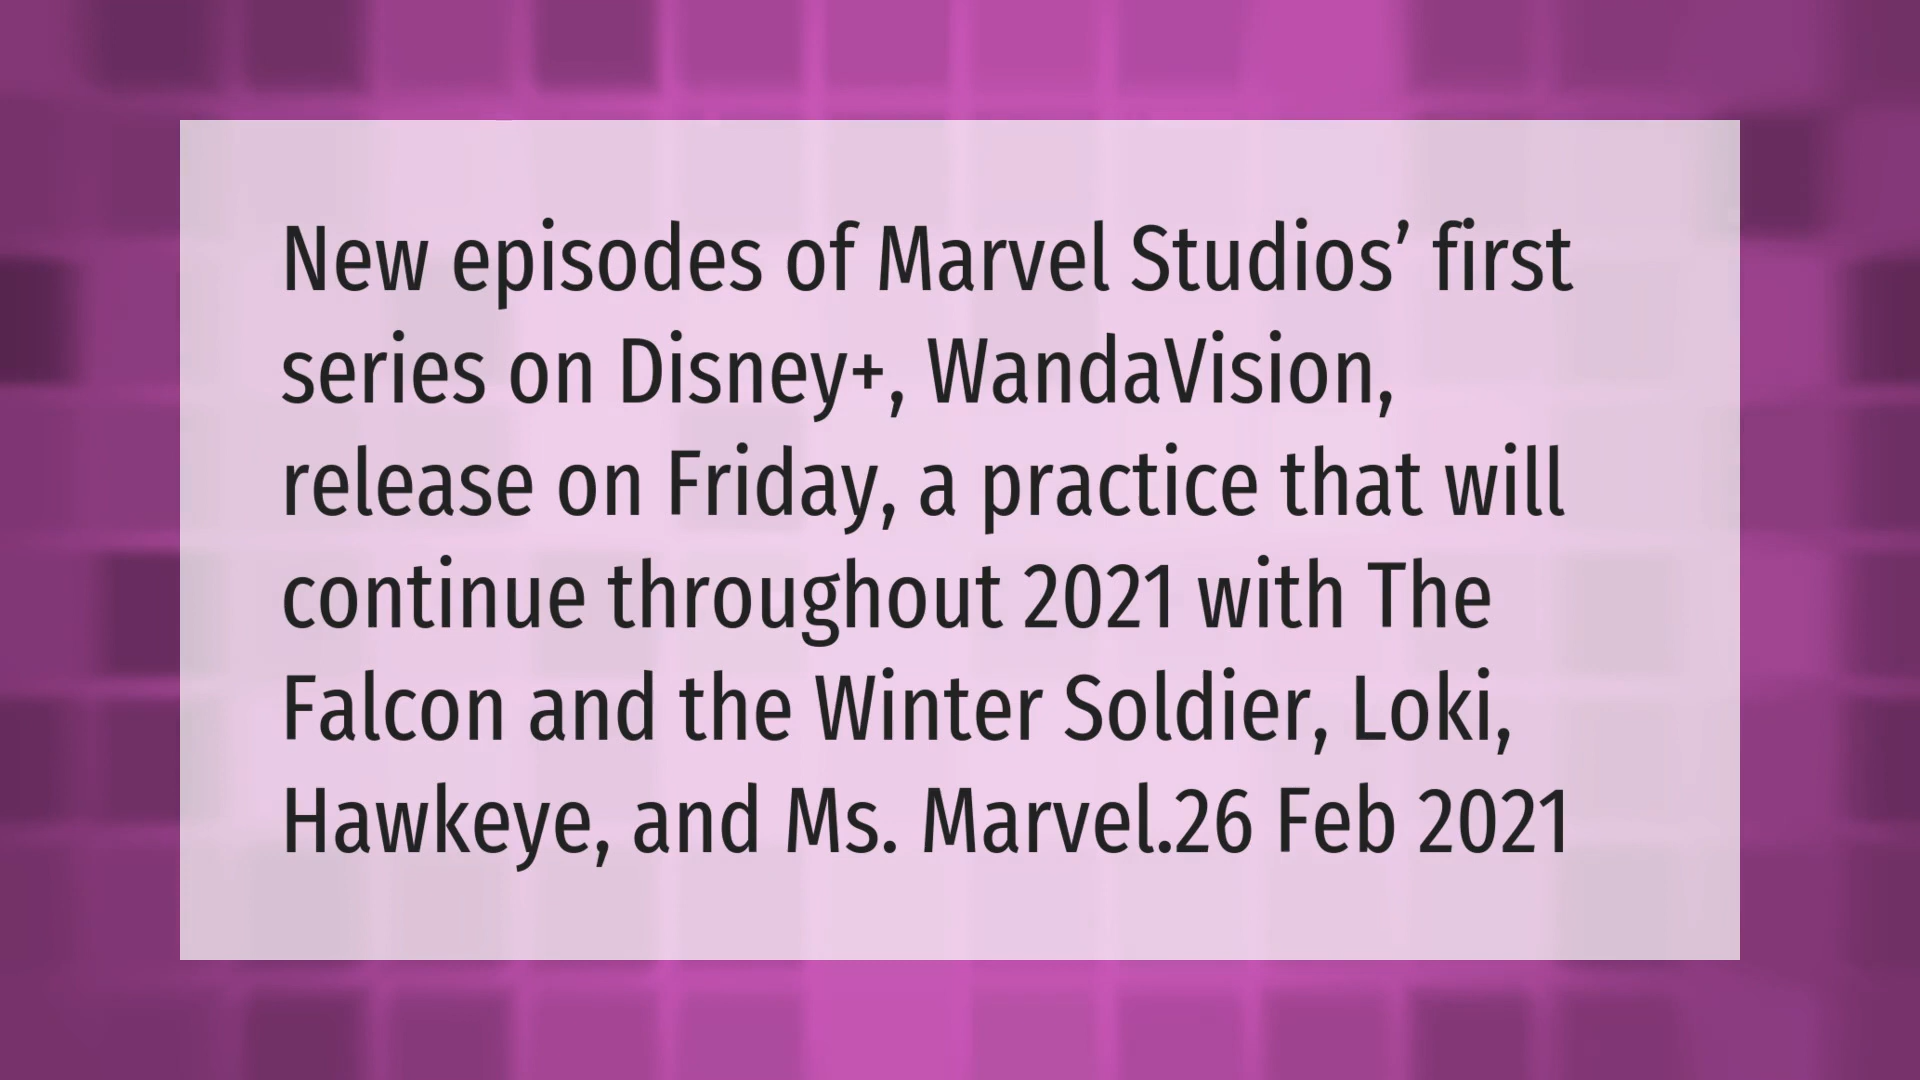 New episodes of Marvel Studios’ first
series on Disney+, WandaVision,
release on Friday, a practice that will
continue throughout 2021 with The
Falcon and the Winter Soldier, Loki,
Hawkeye, and Ms. Marvel.26 Feb 2021